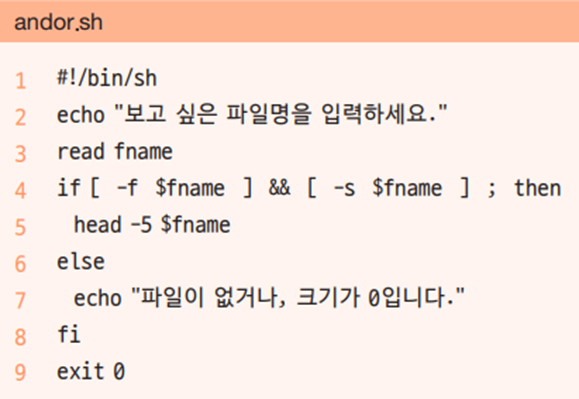 andor.sh
1 #!/bin/sh
2 echo "보고 싶은 파일명을 입력하세요."
3 read fname
4 if [ -f $fname ] && [ -s $fname ] ; then
5 head -5 $fname
6 else
7 echo "파일이 없거나, 크기가 0입니다."
8 fi
9 exit 0